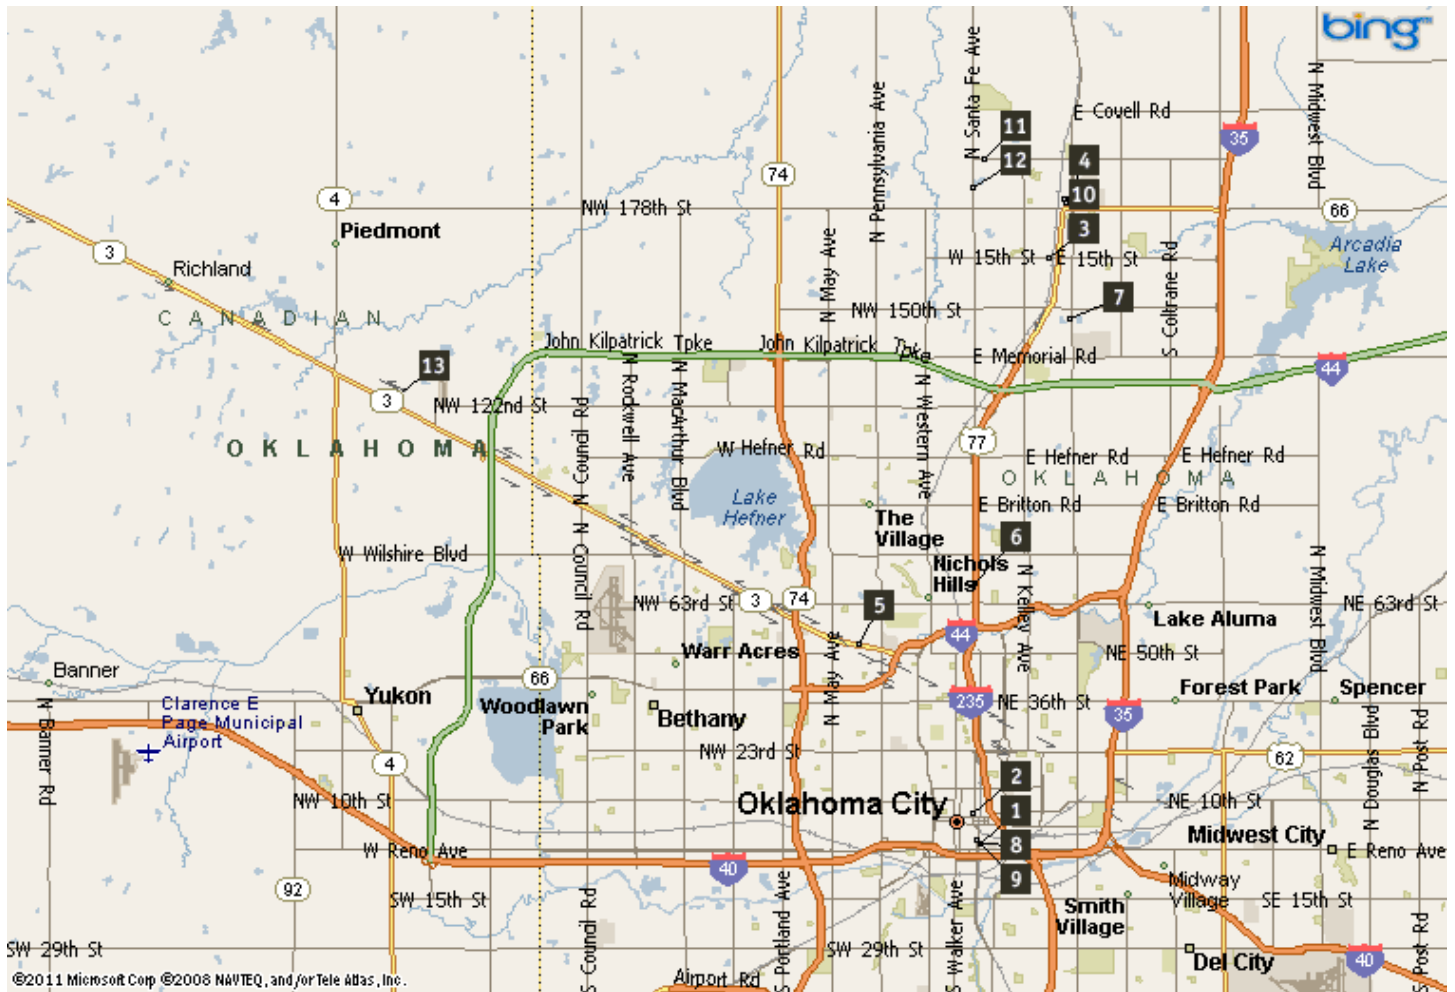 bing™
N Santa Fe Ave
N Midwest Blvd
E Covell Rd
N Pennsylvania Ave
11
35
12
4
74
4
10
NW 178th St
66
3
Piedmont
Arcadia
Lake
3
N May Ave
W 15th St
E 15th St
S Coltrane Rd
Richland
7
NW 150th St
CANADIAN
John Kilpatrick Tpke
John Kilpatrick Tpke
E Memorial Rd
13
44
N Rockwell Ave
N MacArthur Blvd
N Western Ave
3
NW 122nd St
N Council Rd
77
OKLAHOMA
W Hefner Rd
E Hefner Rd
E Hefner Rd
OKLAHOMA
Lake
Hefner
E Britton Rd
E Britton Rd
The
Village
6
W Wilshire Blvd
N Council Rd
Nichols
Hills
N Kelley Ave
N Midwest Blvd
NW 63rd St
3
74
5
NE 63rd St
Lake Aluma
44
Warr Acres
N May Ave
NE 50th St
Banner
66
Yukon
Clarence E
Page Municipal
Airport
Woodlawn
Park
Bethany
235
NE 36th St
35
Forest Park
Spencer
N Banner Rd
NW 23rd St
N Douglas Blvd
N Post Rd
4
62
2
NW 10th St
Oklahoma City
1
NE 10th St
Midwest City
W Reno Ave
8
E Reno Ave
40
9
92
SW 15th St
S Council Rd
S Portland Ave
S Walker Ave
Midway
Village
SE 15th St
Smith
Village
SW 29th St
SW 29th St
S Post Rd
Del City
40
Airport Rd
©2011 Microsoft Corp ©2008 NAVTEQ, and/or Tele Atlas, Inc.